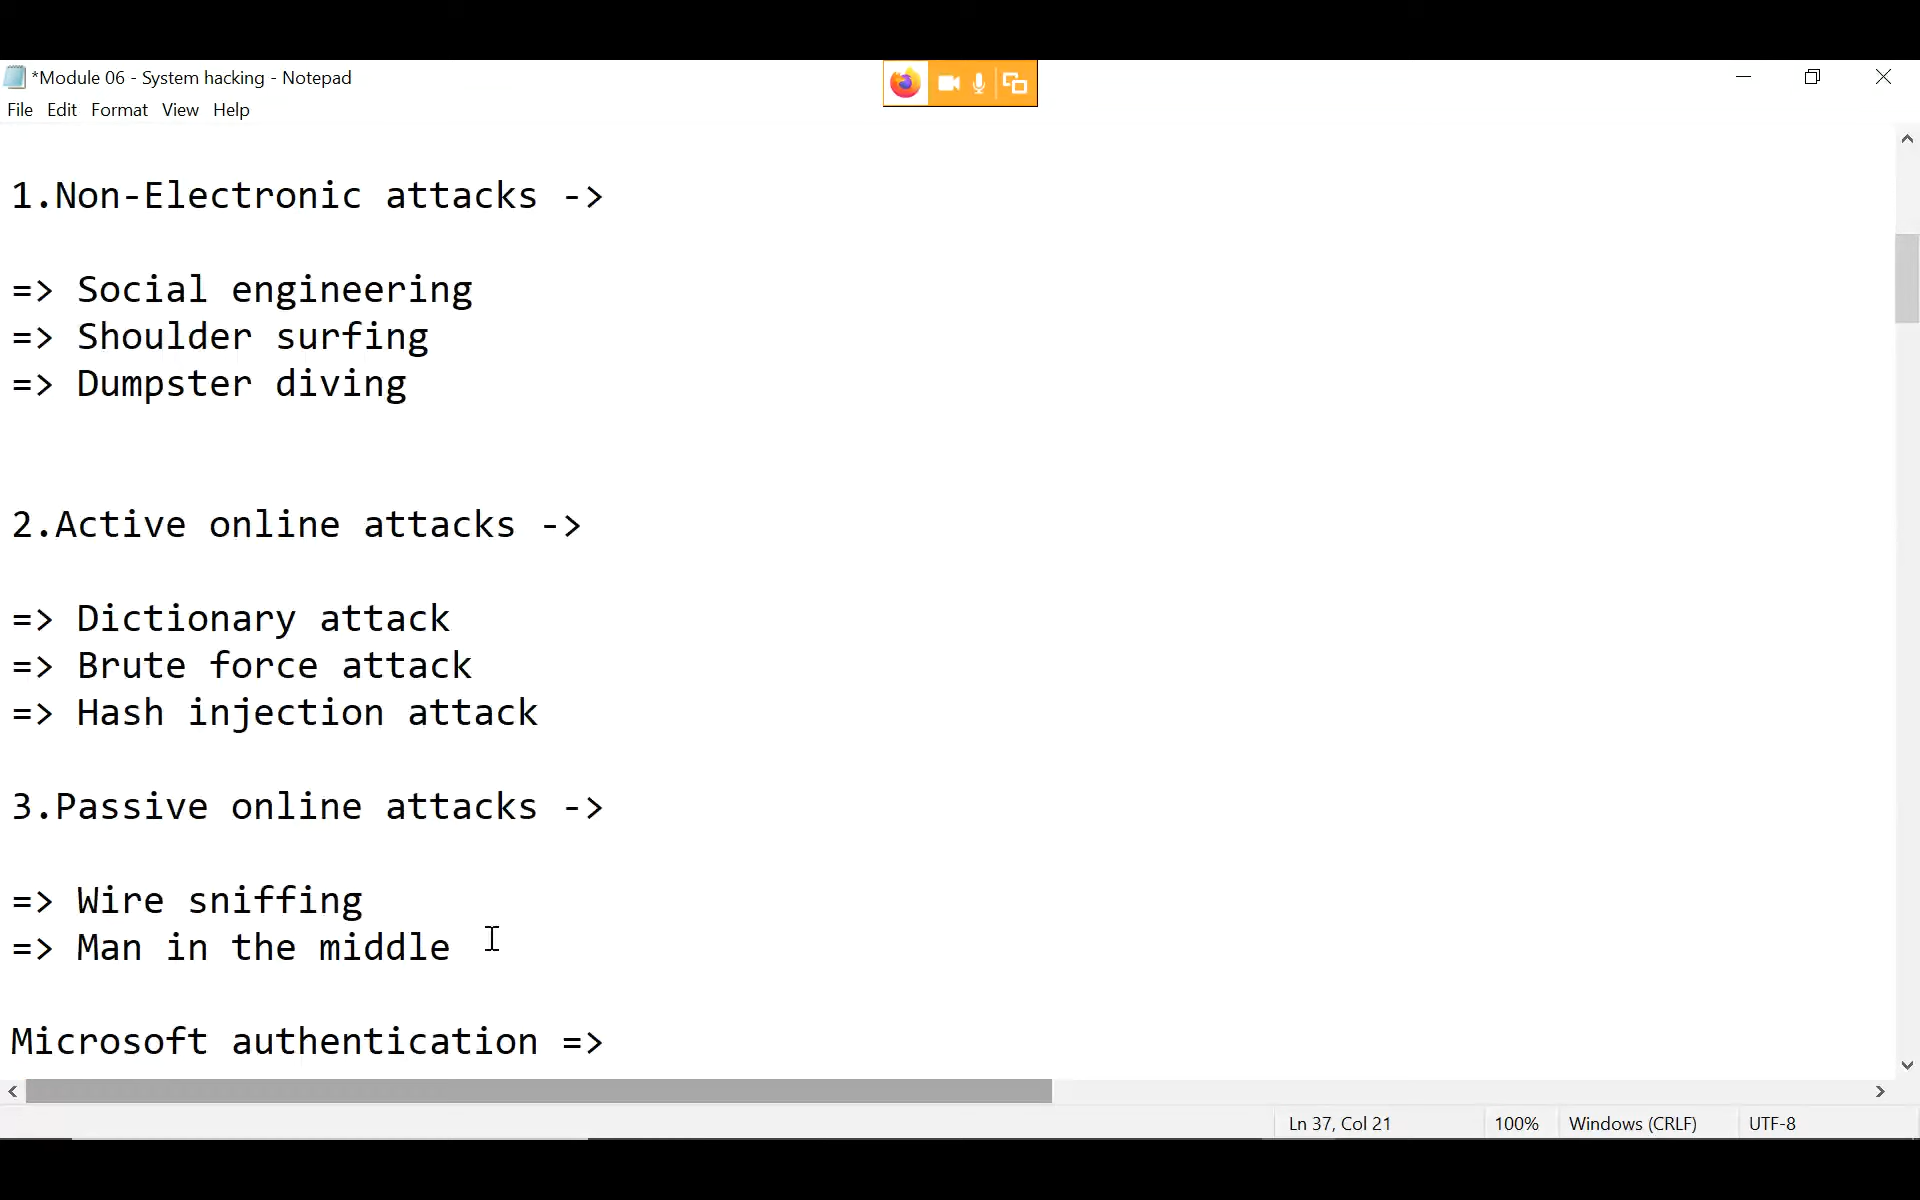 *Module 06 - System hacking - Notepad
File Edit Format View Help
1.Non-Electronic attacks ->
=> Social engineering
=> Shoulder surfing
=> Dumpster diving
2.Active online attacks ->
=> Dictionary attack
=> Brute force attack
=> Hash injection attack
3.Passive online attacks ->
=> Wire sniffing
=> Man in the middle
Microsoft authentication =>
Ln 37, Col 21 100% Windows (CRLF) UTF-8